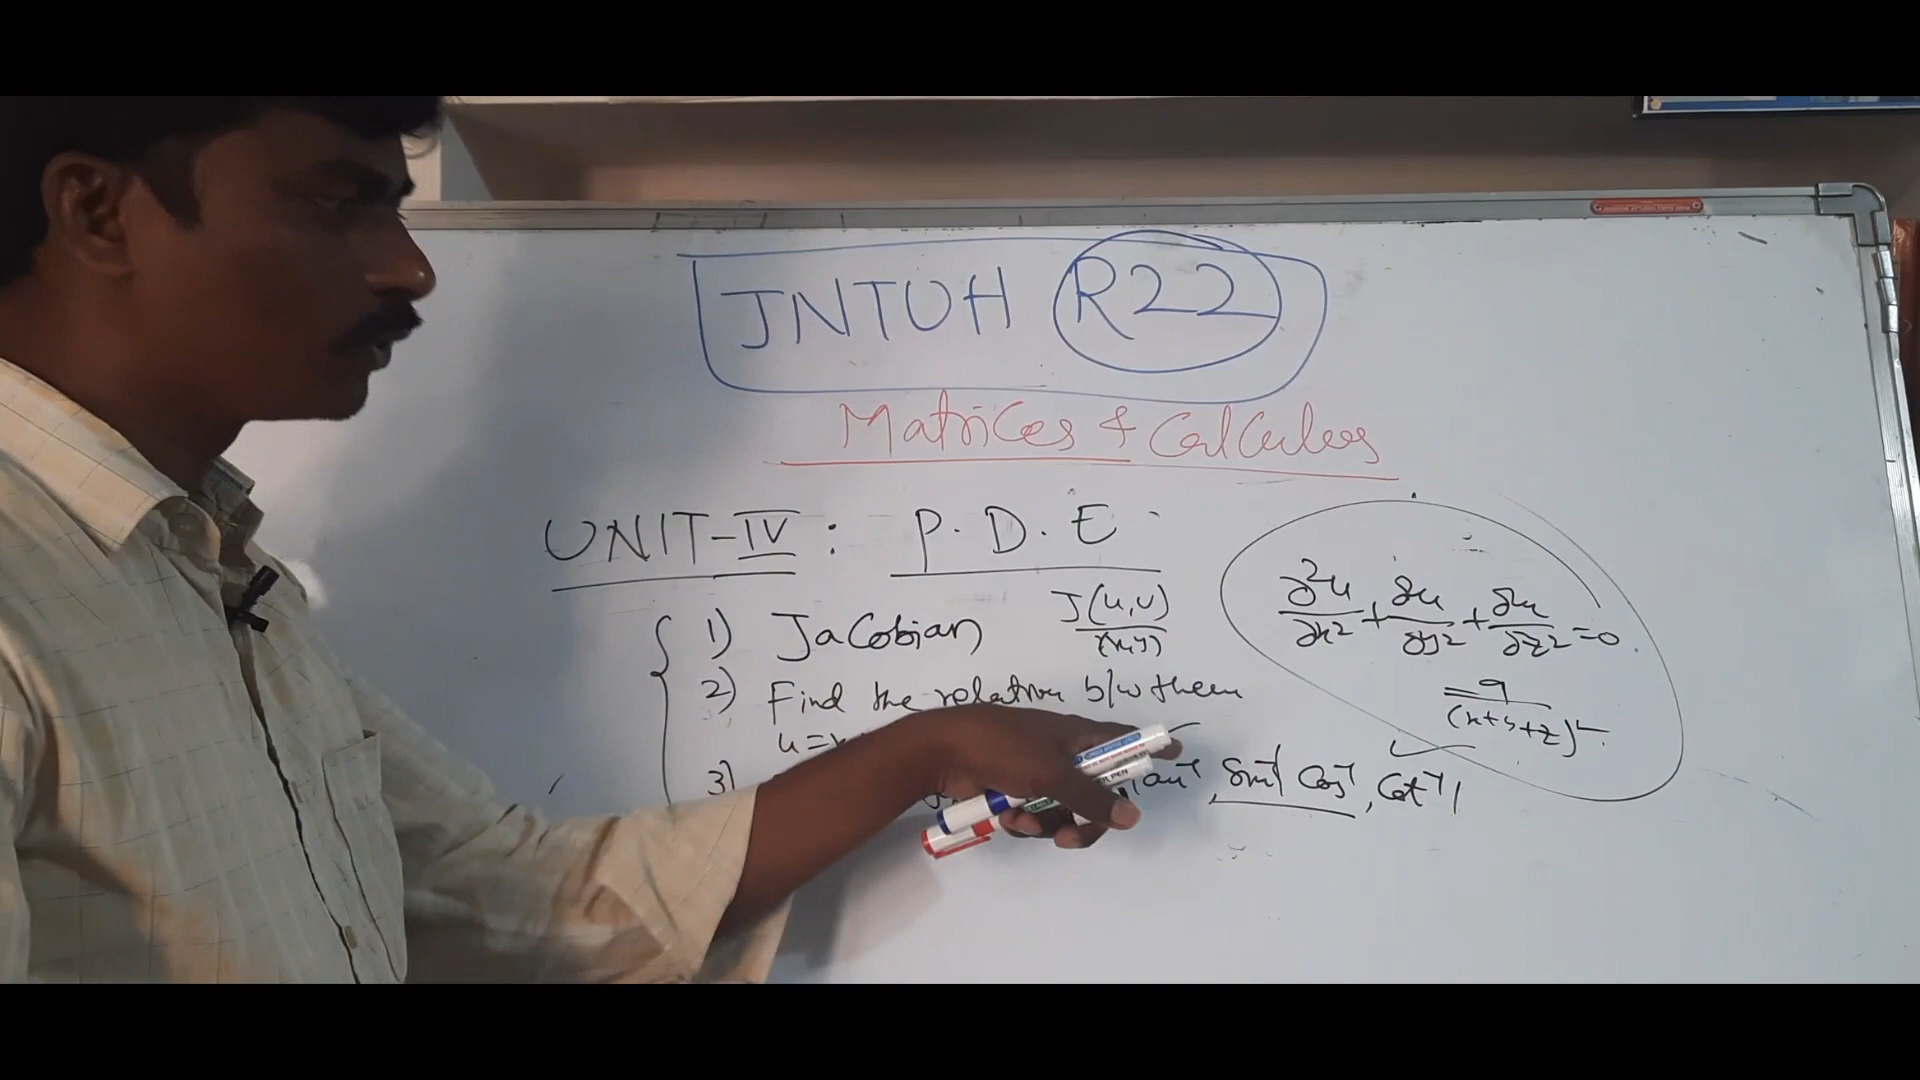 JNTUH R22
Matrices & Calculus
UNIT-IV : P.D.E.
1) Jacobian J(u,v)/(x,y)
2) Find the relation b/w them
u=x
3) tan⁻¹, sin⁻¹, cos⁻¹, cot⁻¹,
∂²u/∂x² + ∂u/∂y² + ∂u/∂z² = 0.
= 9/(x+y+z)².